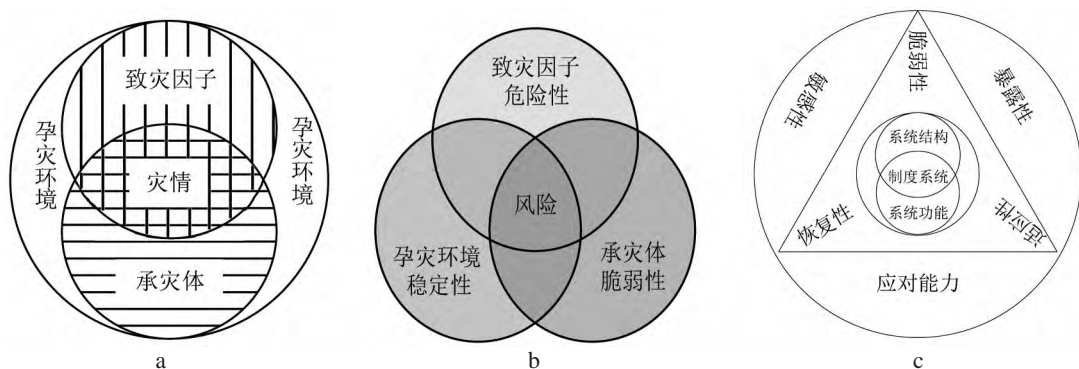 致灾因子
孕灾环境
孕灾环境
灾情
承灾体
a
致灾因子
危险性
风险
孕灾环境
稳定性
承灾体
脆弱性
b
脆弱性
敏感性
暴露性
系统结构
制度系统
系统功能
恢复性
适应性
应对能力
c